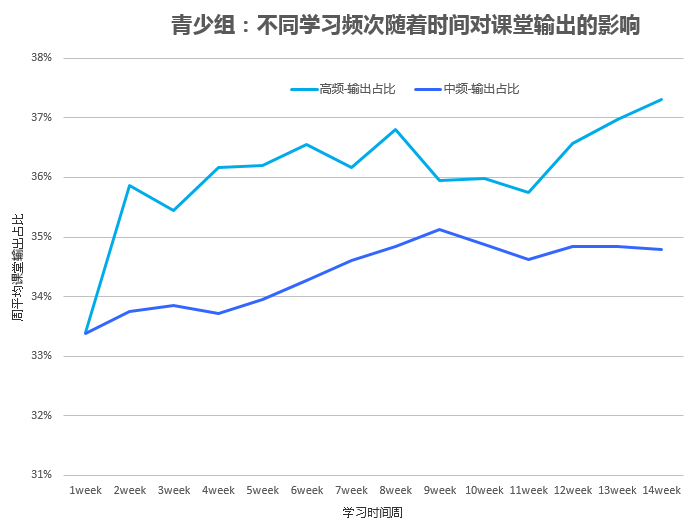 青少组：不同学习频次随着时间对课堂输出的影响
高频-输出占比 中频-输出占比
周平均课堂输出占比
38%
37%
36%
35%
34%
33%
32%
31%
1week 2week 3week 4week 5week 6week 7week 8week 9week 10week 11week 12week 13week 14week
学习时间周